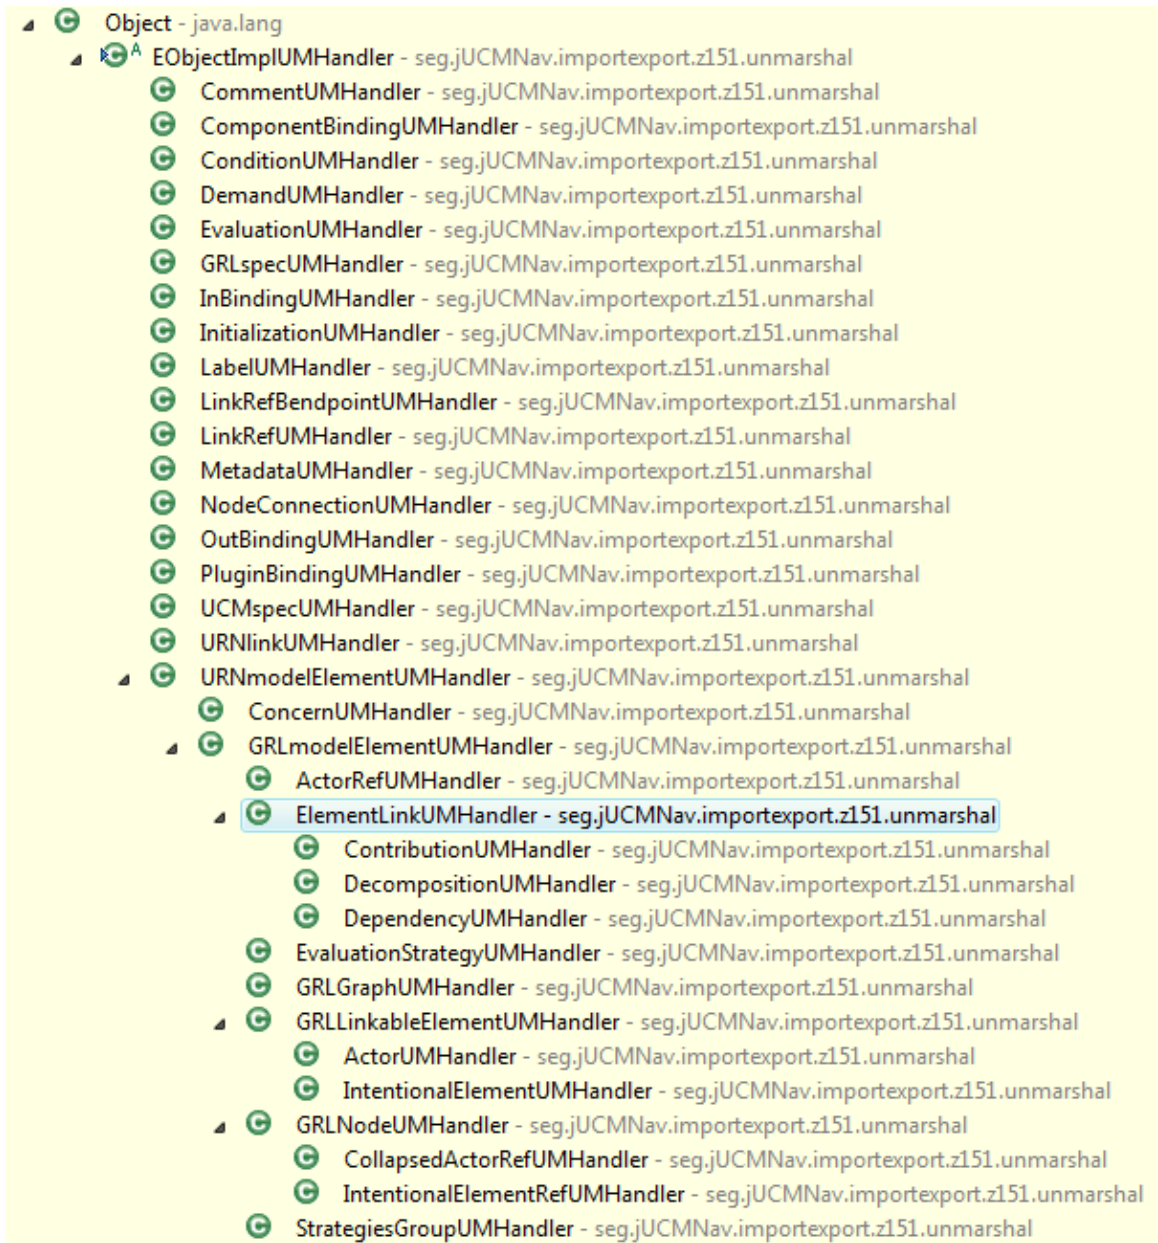 Object - java.lang
A EObjectImplUMHandler - seg.jUCMNav.importexport.z151.unmarshal
C CommentUMHandler - seg.jUCMNav.importexport.z151.unmarshal
C ComponentBindingUMHandler - seg.jUCMNav.importexport.z151.unmarshal
C ConditionUMHandler - seg.jUCMNav.importexport.z151.unmarshal
C DemandUMHandler - seg.jUCMNav.importexport.z151.unmarshal
C EvaluationUMHandler - seg.jUCMNav.importexport.z151.unmarshal
C GRLspecUMHandler - seg.jUCMNav.importexport.z151.unmarshal
C InBindingUMHandler - seg.jUCMNav.importexport.z151.unmarshal
C InitializationUMHandler - seg.jUCMNav.importexport.z151.unmarshal
C LabelUMHandler - seg.jUCMNav.importexport.z151.unmarshal
C LinkRefBendpointUMHandler - seg.jUCMNav.importexport.z151.unmarshal
C LinkRefUMHandler - seg.jUCMNav.importexport.z151.unmarshal
C MetadataUMHandler - seg.jUCMNav.importexport.z151.unmarshal
C NodeConnectionUMHandler - seg.jUCMNav.importexport.z151.unmarshal
C OutBindingUMHandler - seg.jUCMNav.importexport.z151.unmarshal
C PluginBindingUMHandler - seg.jUCMNav.importexport.z151.unmarshal
C UCMspecUMHandler - seg.jUCMNav.importexport.z151.unmarshal
C URNlinkUMHandler - seg.jUCMNav.importexport.z151.unmarshal
C URNmodelElementUMHandler - seg.jUCMNav.importexport.z151.unmarshal
C ConcernUMHandler - seg.jUCMNav.importexport.z151.unmarshal
C GRLmodelElementUMHandler - seg.jUCMNav.importexport.z151.unmarshal
C ActorRefUMHandler - seg.jUCMNav.importexport.z151.unmarshal
C ElementLinkUMHandler - seg.jUCMNav.importexport.z151.unmarshal
C ContributionUMHandler - seg.jUCMNav.importexport.z151.unmarshal
C DecompositionUMHandler - seg.jUCMNav.importexport.z151.unmarshal
C DependencyUMHandler - seg.jUCMNav.importexport.z151.unmarshal
C EvaluationStrategyUMHandler - seg.jUCMNav.importexport.z151.unmarshal
C GRLGraphUMHandler - seg.jUCMNav.importexport.z151.unmarshal
C GRLLinkableElementUMHandler - seg.jUCMNav.importexport.z151.unmarshal
C ActorUMHandler - seg.jUCMNav.importexport.z151.unmarshal
C IntentionalElementUMHandler - seg.jUCMNav.importexport.z151.unmarshal
C GRLNodeUMHandler - seg.jUCMNav.importexport.z151.unmarshal
C CollapsedActorRefUMHandler - seg.jUCMNav.importexport.z151.unmarshal
C IntentionalElementRefUMHandler - seg.jUCMNav.importexport.z151.unmarshal
C StrategiesGroupUMHandler - seg.jUCMNav.importexport.z151.unmarshal